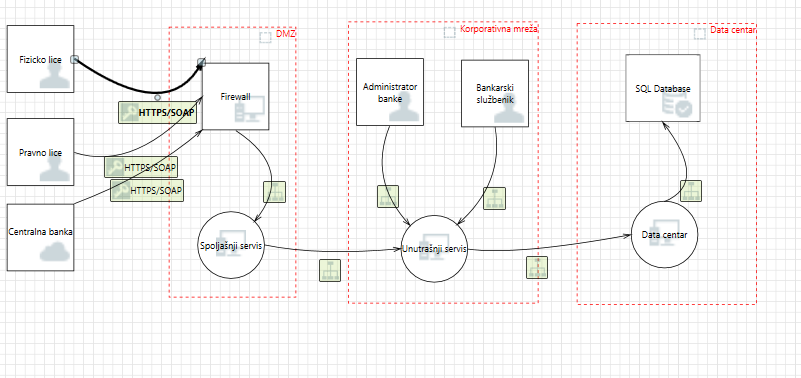 DMZ
Korporativna mreža
Data centar
Fizicko lice
Firewall
Administrator
banke
Bankarski
službenik
SQL Database
HTTPS/SOAP
Pravno lice
HTTPS/SOAP
HTTPS/SOAP
Centralna banka
Spoljašnji servis
Unutrašnji servis
Data centar